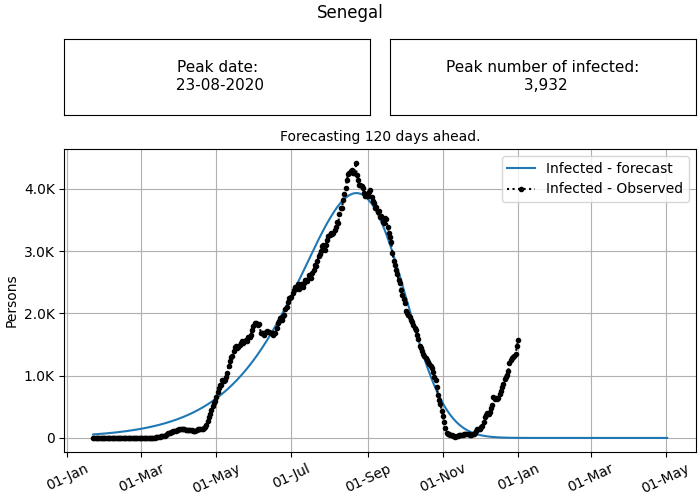 Senegal
Peak date:
23-08-2020
Peak number of infected:
3,932
Forecasting 120 days ahead.
Infected - forecast
Infected - Observed
Persons
4.0K
3.0K
2.0K
1.0K
0
01-Jan
01-Mar
01-May
01-Jul
01-Sep
01-Nov
01-Jan
01-Mar
01-May